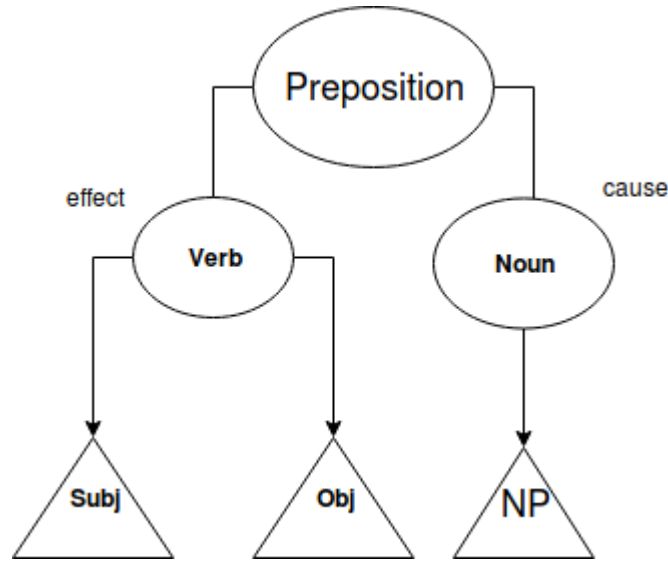 Preposition
effect
cause
Verb
Noun
Subj
Obj
NP